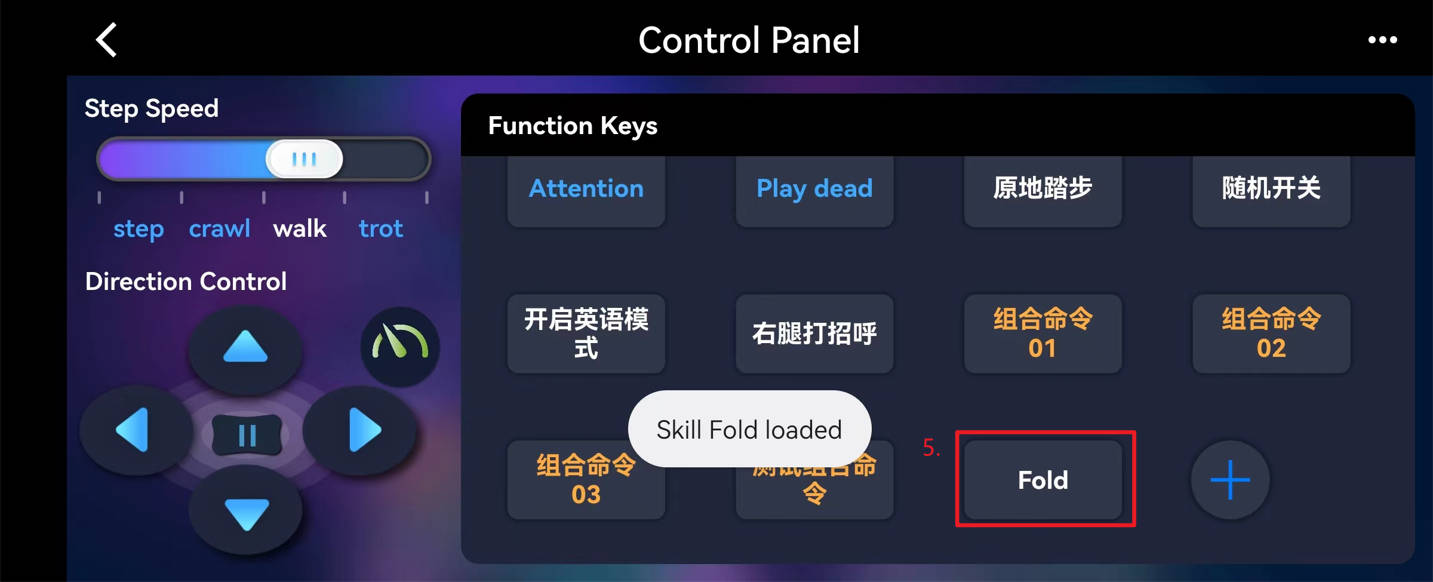 Control Panel
Step Speed
step crawl walk trot
Direction Control
Function Keys
Attention
Play dead
原地踏步
随机开关
开启英语模
式
右腿打招呼
组合命令
01
组合命令
02
Skill Fold loaded
组合命令
03
测试组合命
令
5.
Fold